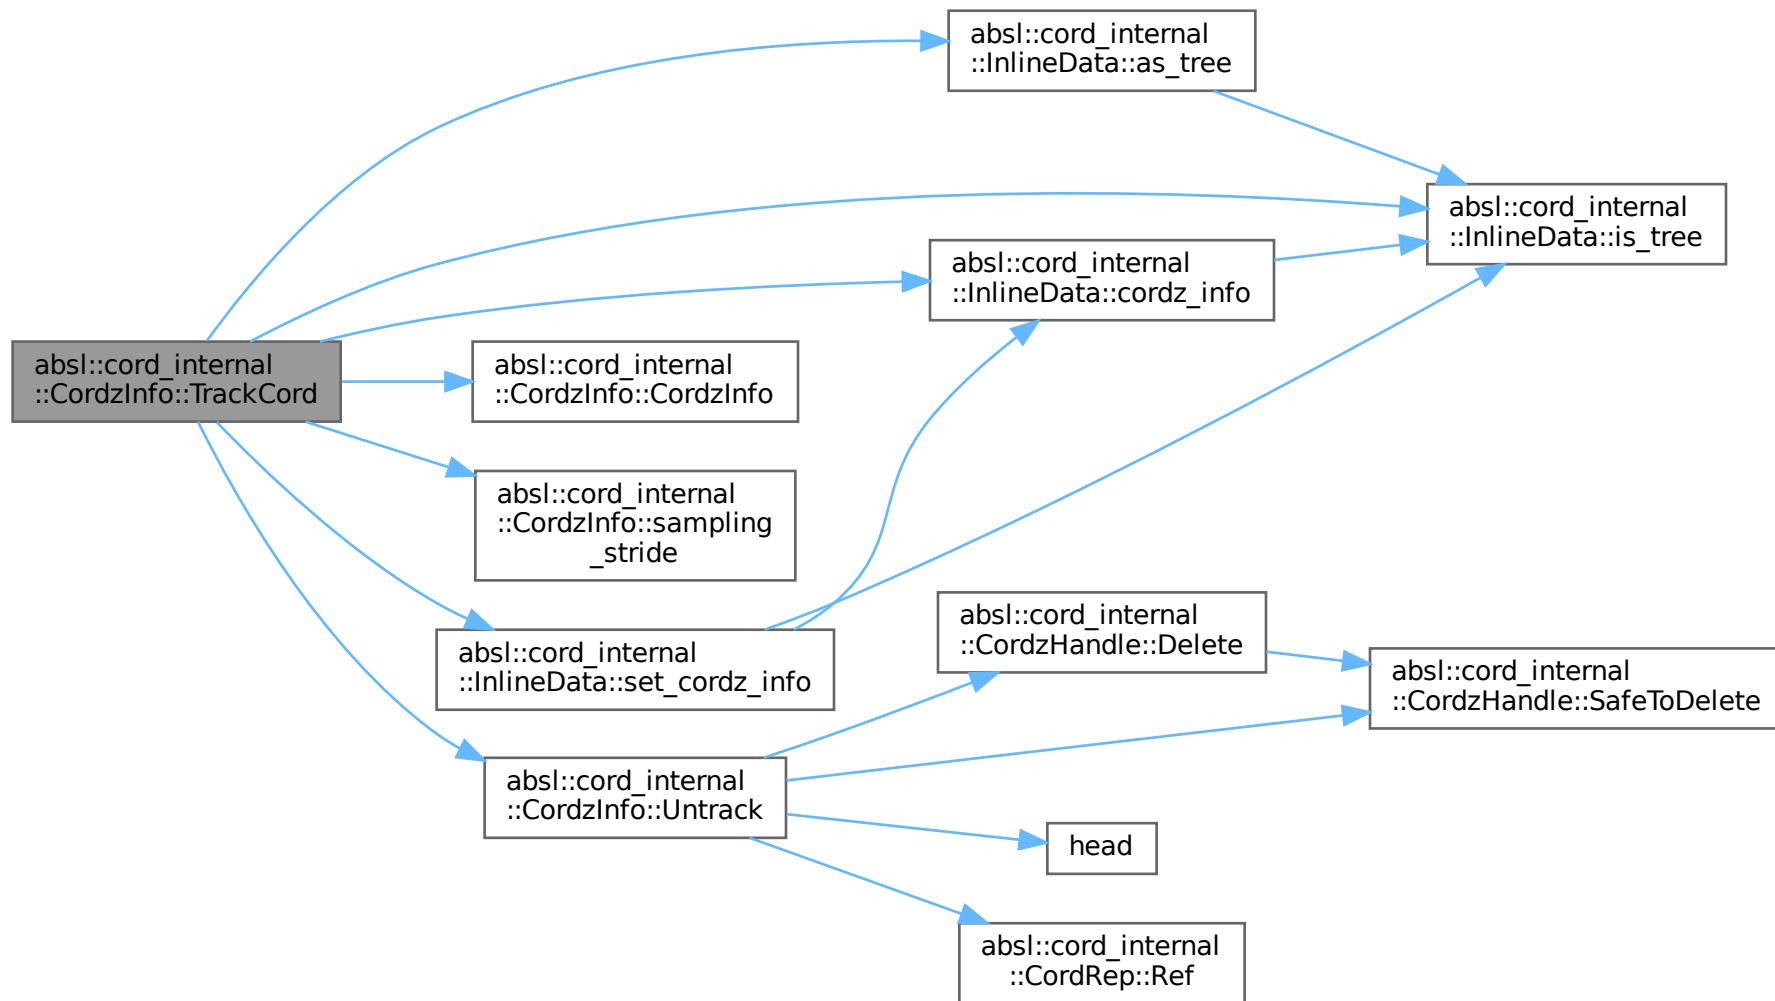 absl::cord_internal
::CordzInfo::TrackCord
absl::cord_internal
::InlineData::as_tree
absl::cord_internal
::InlineData::is_tree
absl::cord_internal
::InlineData::cordz_info
absl::cord_internal
::CordzInfo::CordzInfo
absl::cord_internal
::CordzInfo::sampling
_stride
absl::cord_internal
::InlineData::set_cordz_info
absl::cord_internal
::CordzHandle::Delete
absl::cord_internal
::CordzHandle::SafeToDelete
absl::cord_internal
::CordzInfo::Untrack
head
absl::cord_internal
::CordRep::Ref